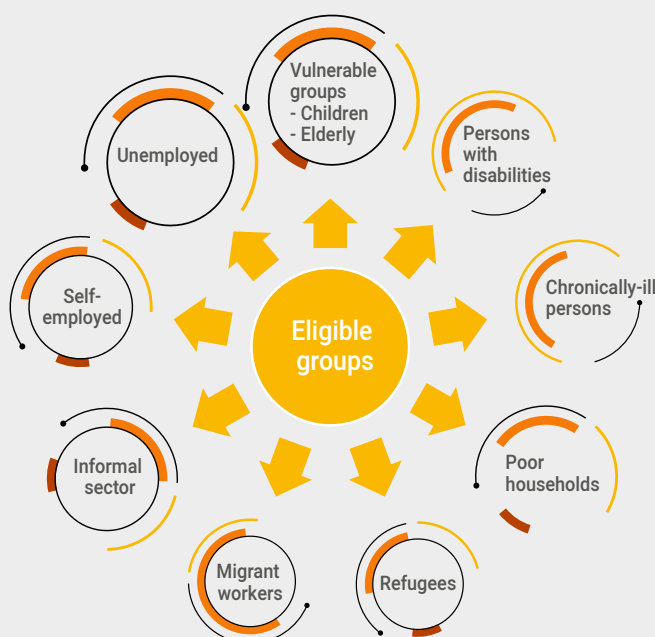 Vulnerable
groups
- Children
- Elderly
Persons
with
disabilities
Chronically-ill
persons
Poor
households
Refugees
Migrant
workers
Informal
sector
Self-
employed
Unemployed
Eligible
groups